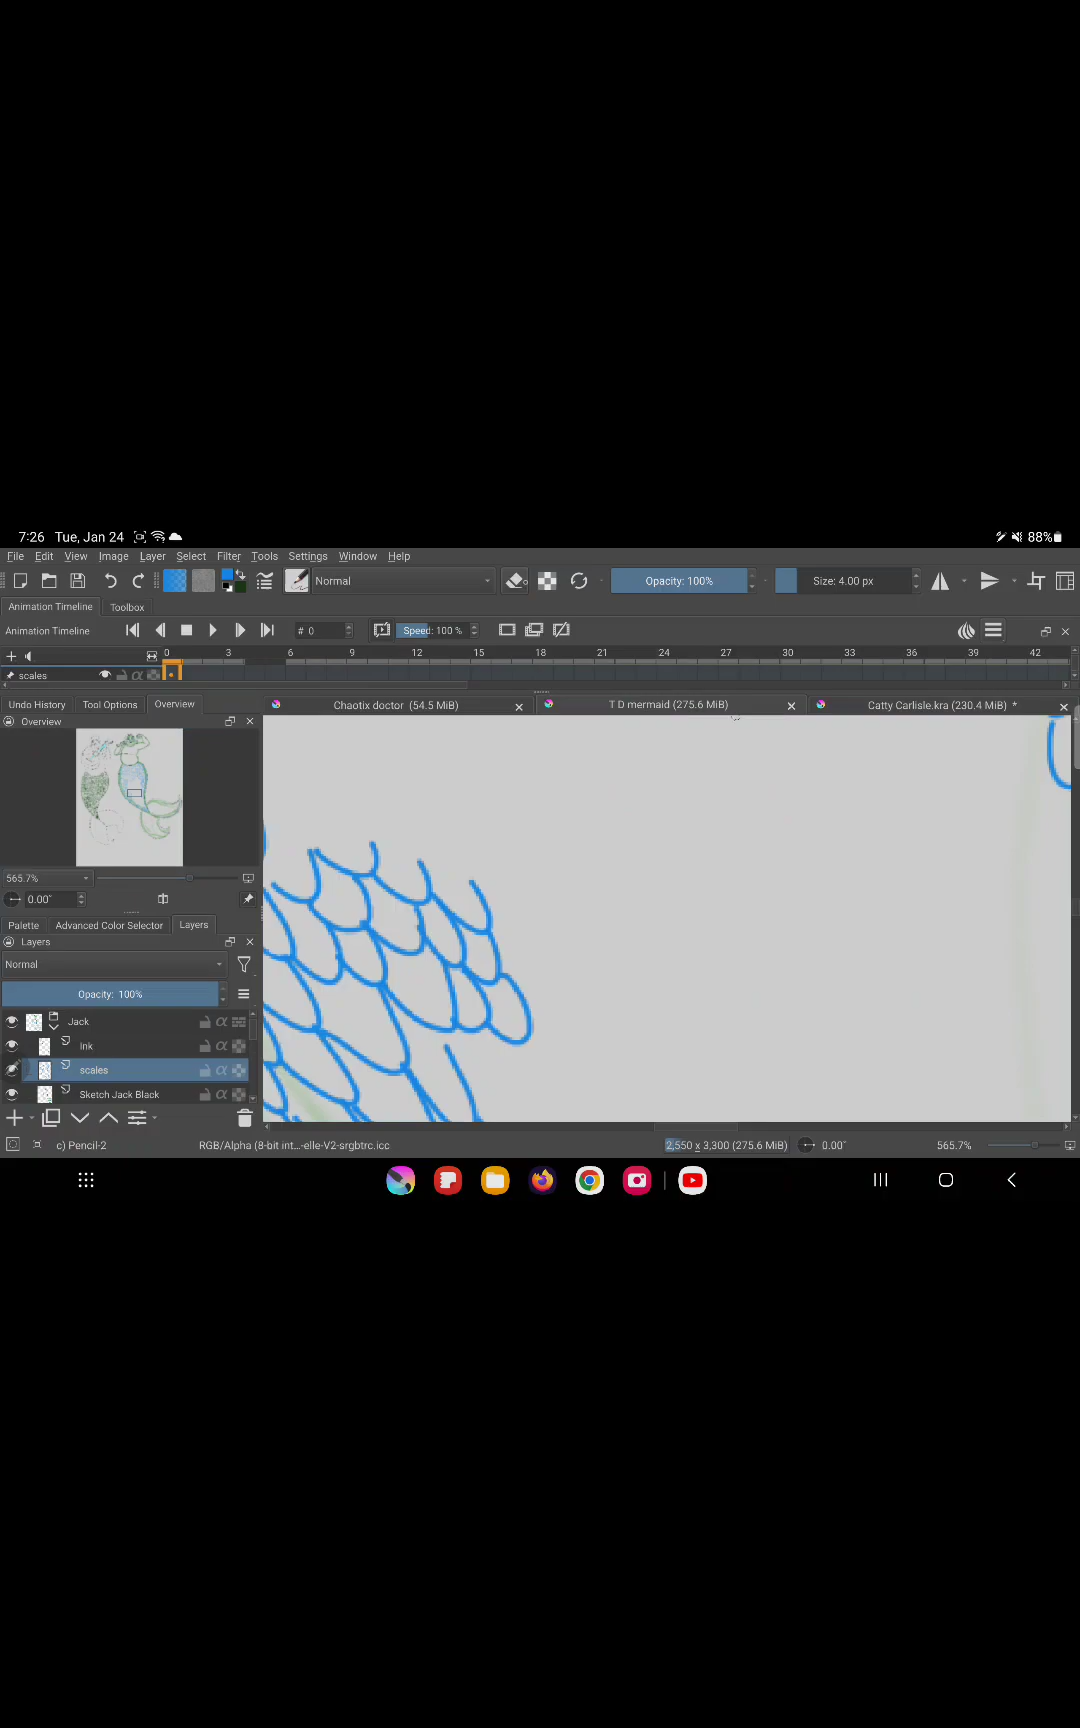 7:26 Tue, Jan 24 88%
File Edit View Image Layer Select Filter Tools Settings Window Help
Normal Opacity: 100% Size: 4.00 px
Animation Timeline Toolbox
Animation Timeline # 0 Speed: 100 %
0 3 6 9 12 15 18 21 24 27 30 33 36 39 42
scales
Undo History Tool Options Overview Chaotix doctor (54.5 MiB) T D mermaid (275.6 MiB) Catty Carlisle.kra (230.4 MiB) *
Overview
565.7%
0.00°
Palette Advanced Color Selector Layers
Layers
Normal
Opacity: 100%
Jack
Ink
scales
Sketch Jack Black
c) Pencil-2 RGB/Alpha (8-bit int...-elle-V2-srgbtrc.icc 2,550 x 3,300 (275.6 MiB) 0.00° 565.7%